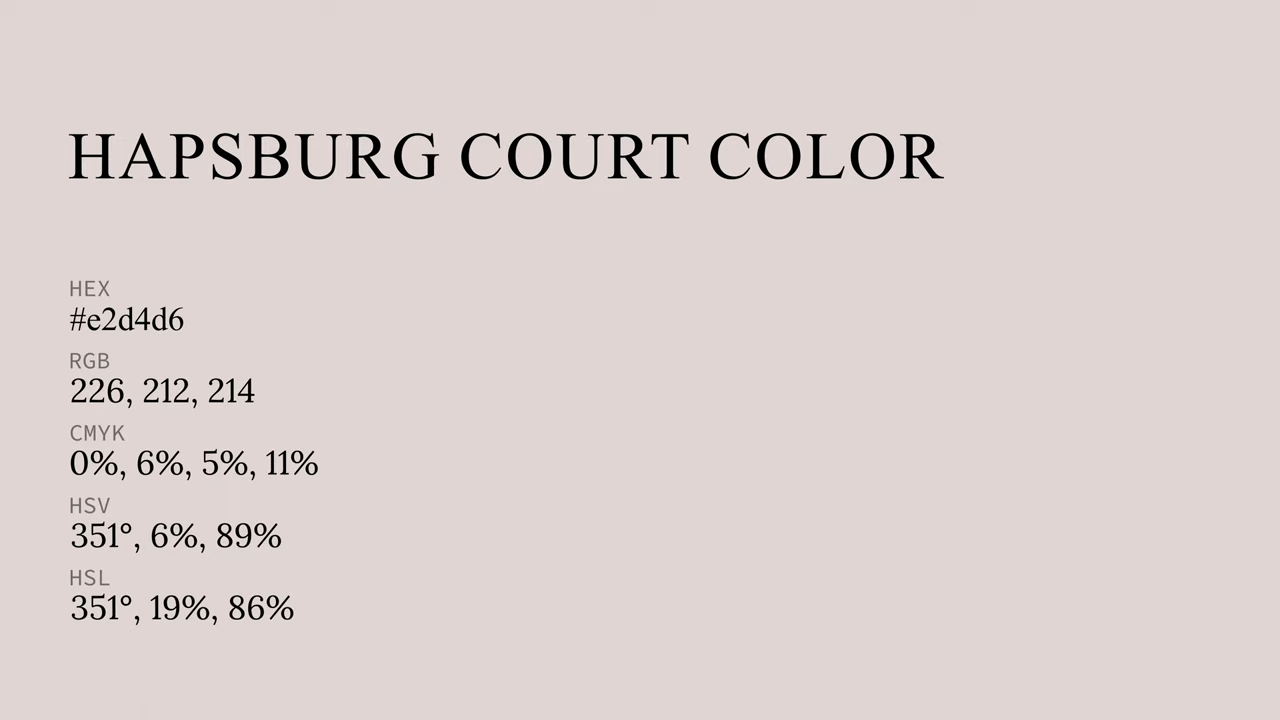 HAPSBURG COURT COLOR
HEX
#e2d4d6
RGB
226, 212, 214
CMYK
0%, 6%, 5%, 11%
HSV
351°, 6%, 89%
HSL
351°, 19%, 86%